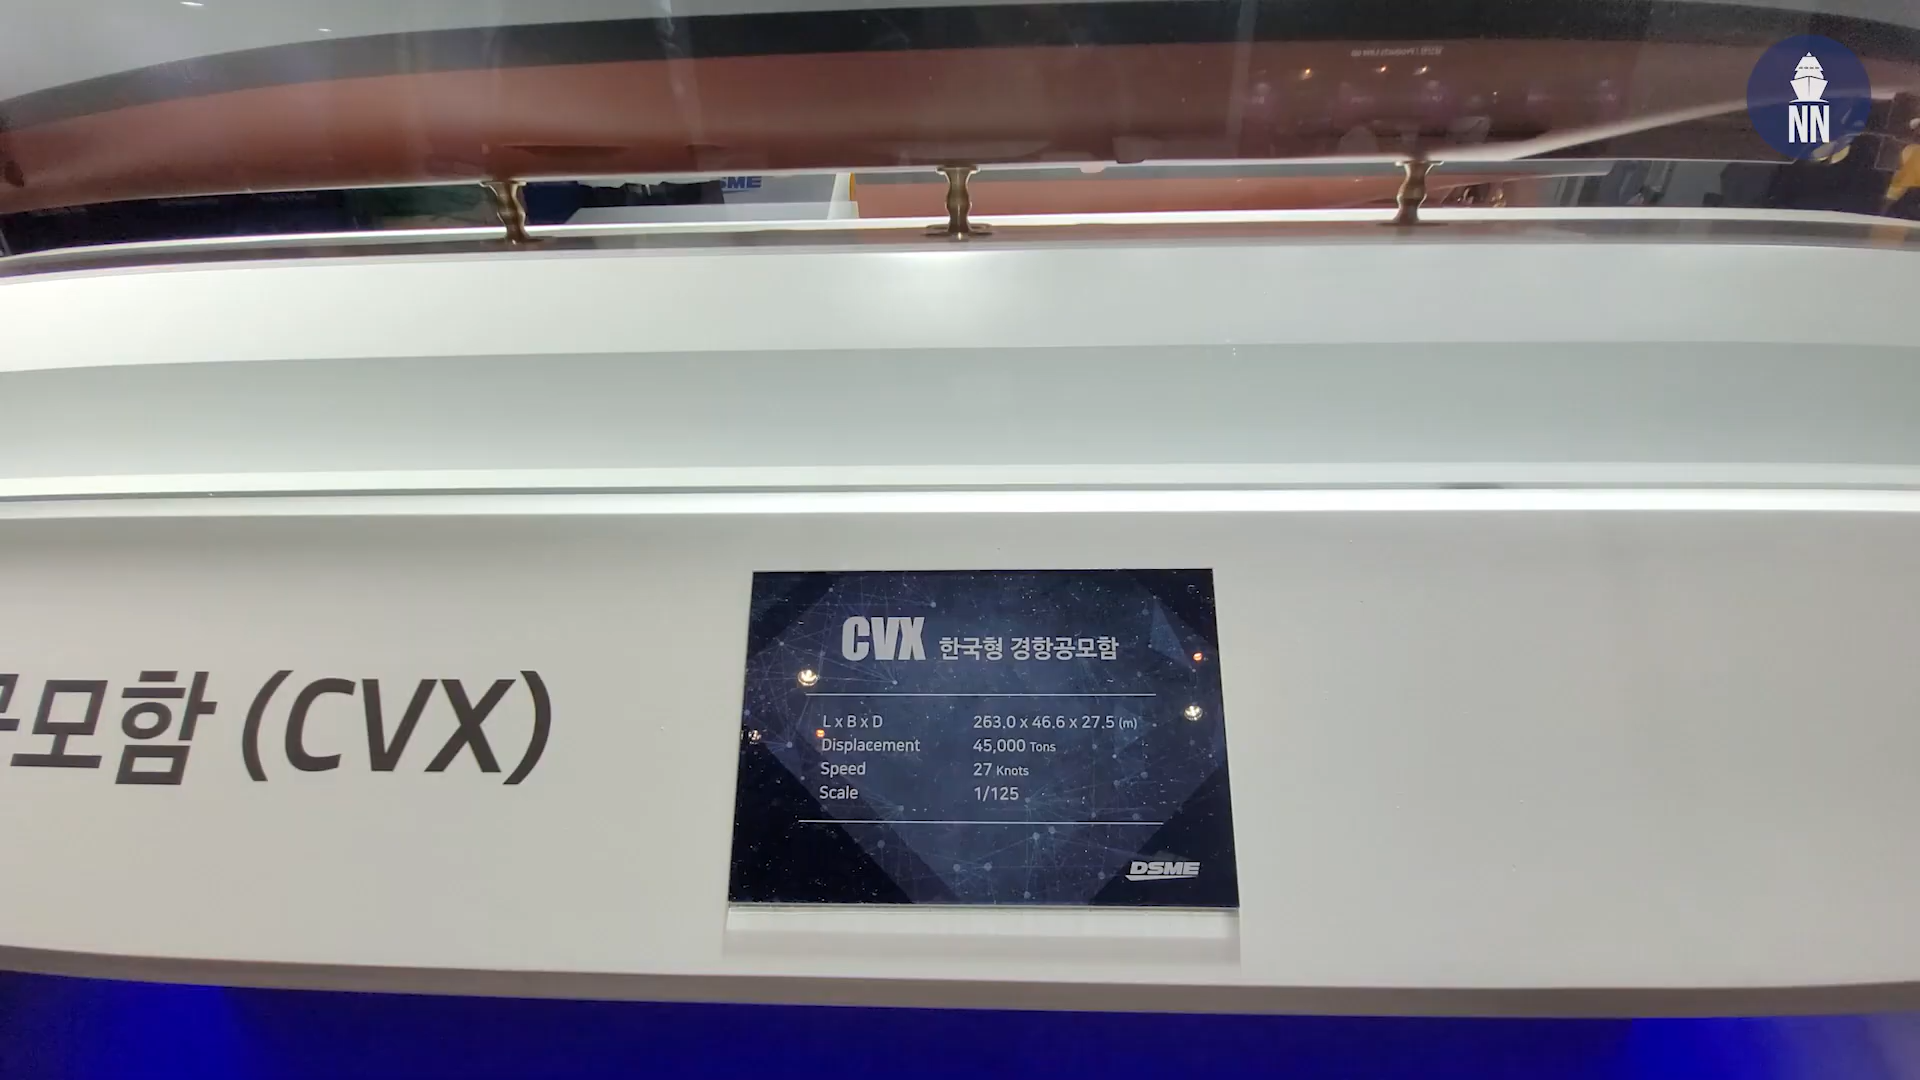 NN
SME
CVX 한국형 경항공모함
L x B x D 263.0 x 46.6 x 27.5 (m)
Displacement 45,000 Tons
Speed 27 Knots
Scale 1/125
DSME
모함 (CVX)